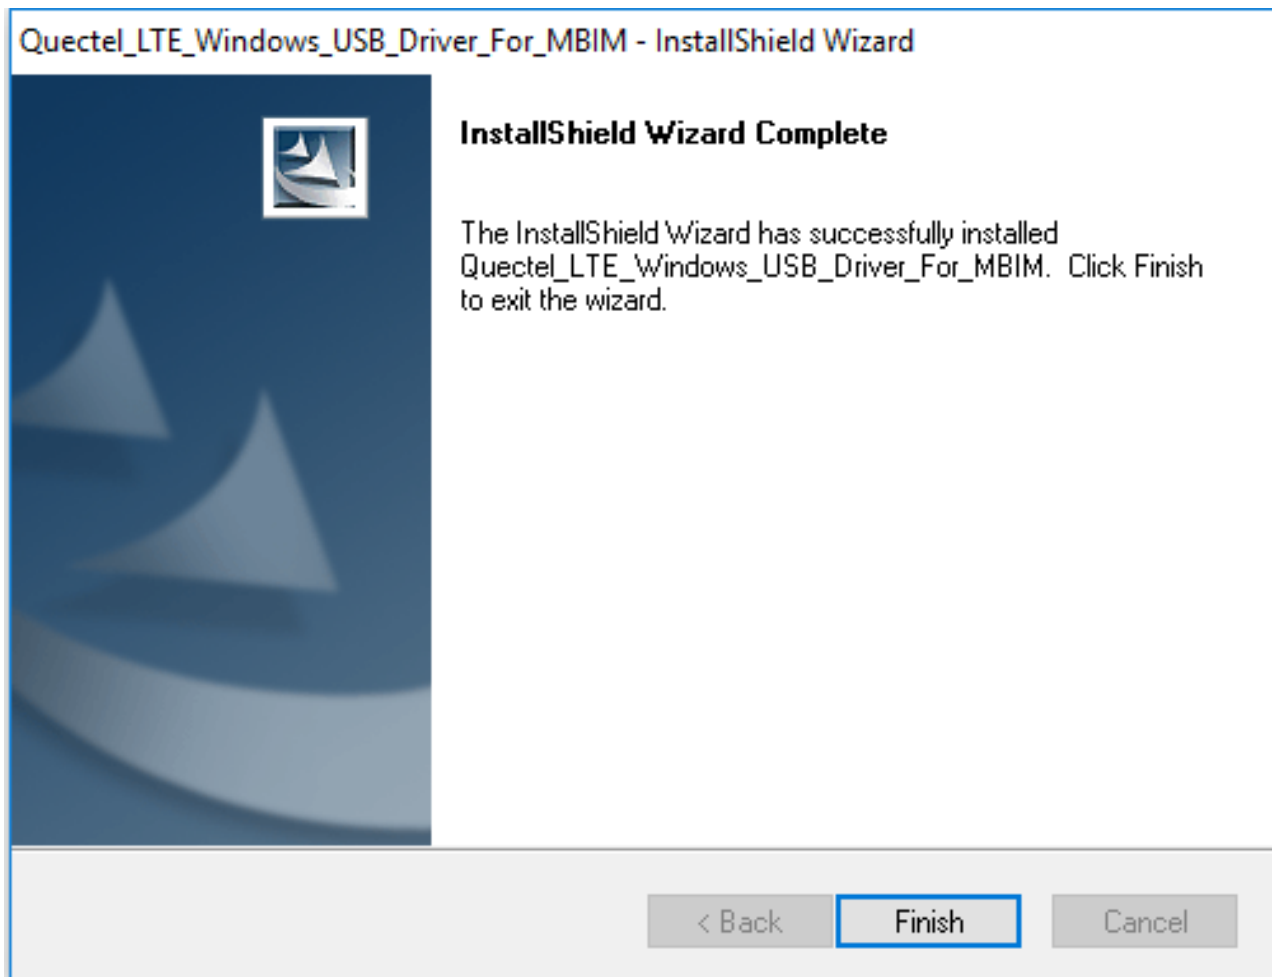 Quectel_LTE_Windows_USB_Driver_For_MBIM - InstallShield Wizard
InstallShield Wizard Complete
The InstallShield Wizard has successfully installed
Quectel_LTE_Windows_USB_Driver_For_MBIM.  Click Finish
to exit the wizard.
< Back
Finish
Cancel